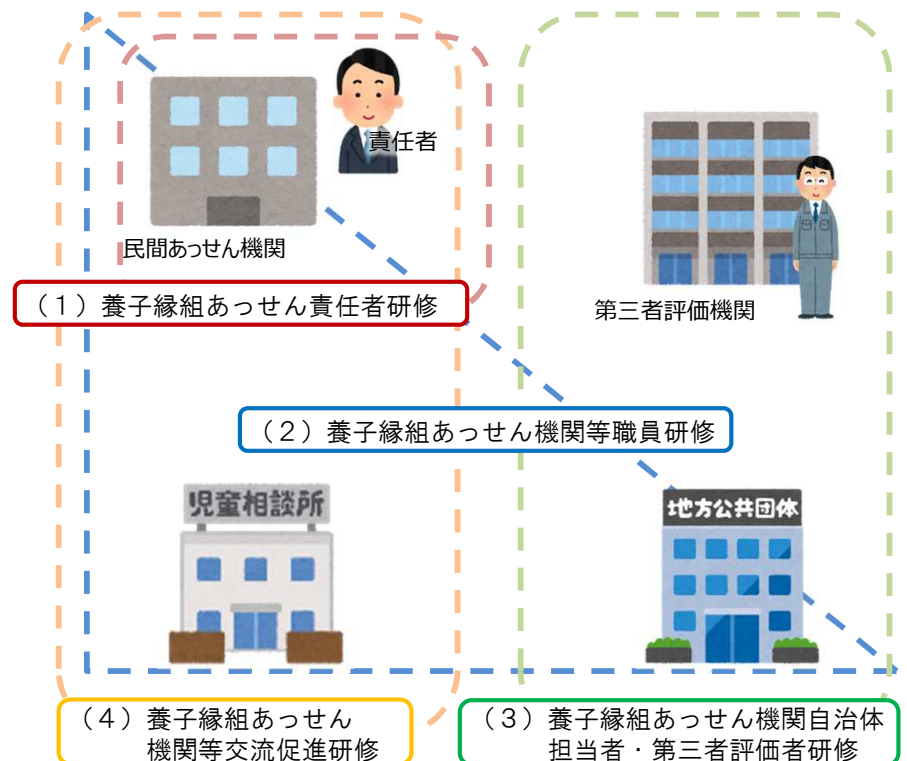 責任者
民間あっせん機関
(1)養子縁組あっせん責任者研修
第三者評価機関
(2)養子縁組あっせん機関等職員研修
児童相談所
地方公共団体
(4)養子縁組あっせん
機関等交流促進研修
(3)養子縁組あっせん機関自治体
担当者・第三者評価者研修